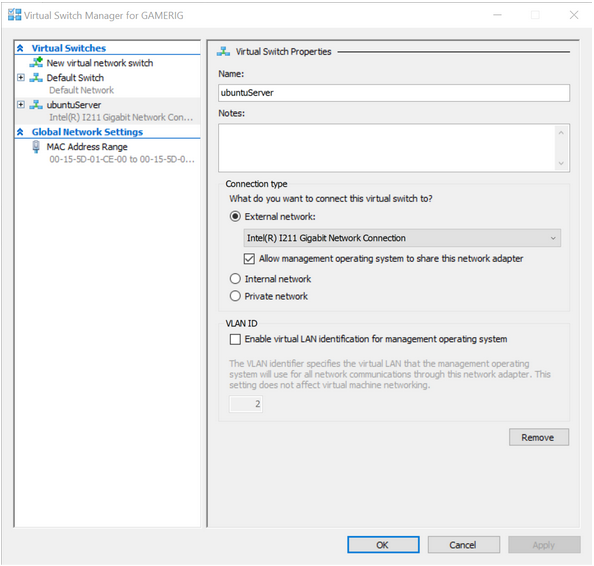 Virtual Switch Manager for GAMERIG
Virtual Switches
New virtual network switch
Default Switch
Default Network
ubuntuServer
Intel(R) I211 Gigabit Network Con...
Global Network Settings
MAC Address Range
00-15-5D-01-CE-00 to 00-15-5D-0...
Virtual Switch Properties
Name:
ubuntuServer
Notes:
Connection type
What do you want to connect this virtual switch to?
External network:
Intel(R) I211 Gigabit Network Connection
Allow management operating system to share this network adapter
Internal network
Private network
VLAN ID
Enable virtual LAN identification for management operating system
The VLAN identifier specifies the virtual LAN that the management operating
system will use for all network communications through this network adapter. This
setting does not affect virtual machine networking.
2
Remove
OK
Cancel
Apply